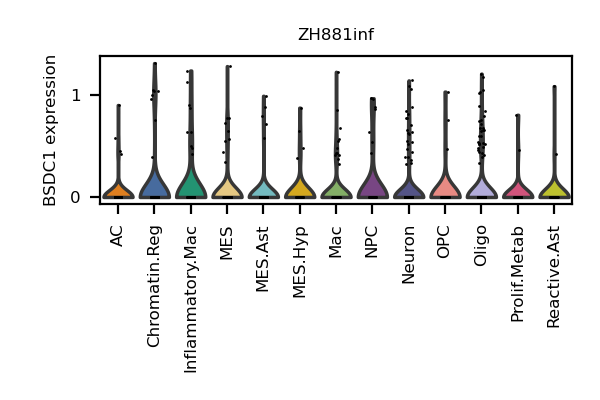 ZH881inf
BSDC1 expression
1
0
AC
Chromatin.Reg
Inflammatory.Mac
MES
MES.Ast
MES.Hyp
Mac
NPC
Neuron
OPC
Oligo
Prolif.Metab
Reactive.Ast